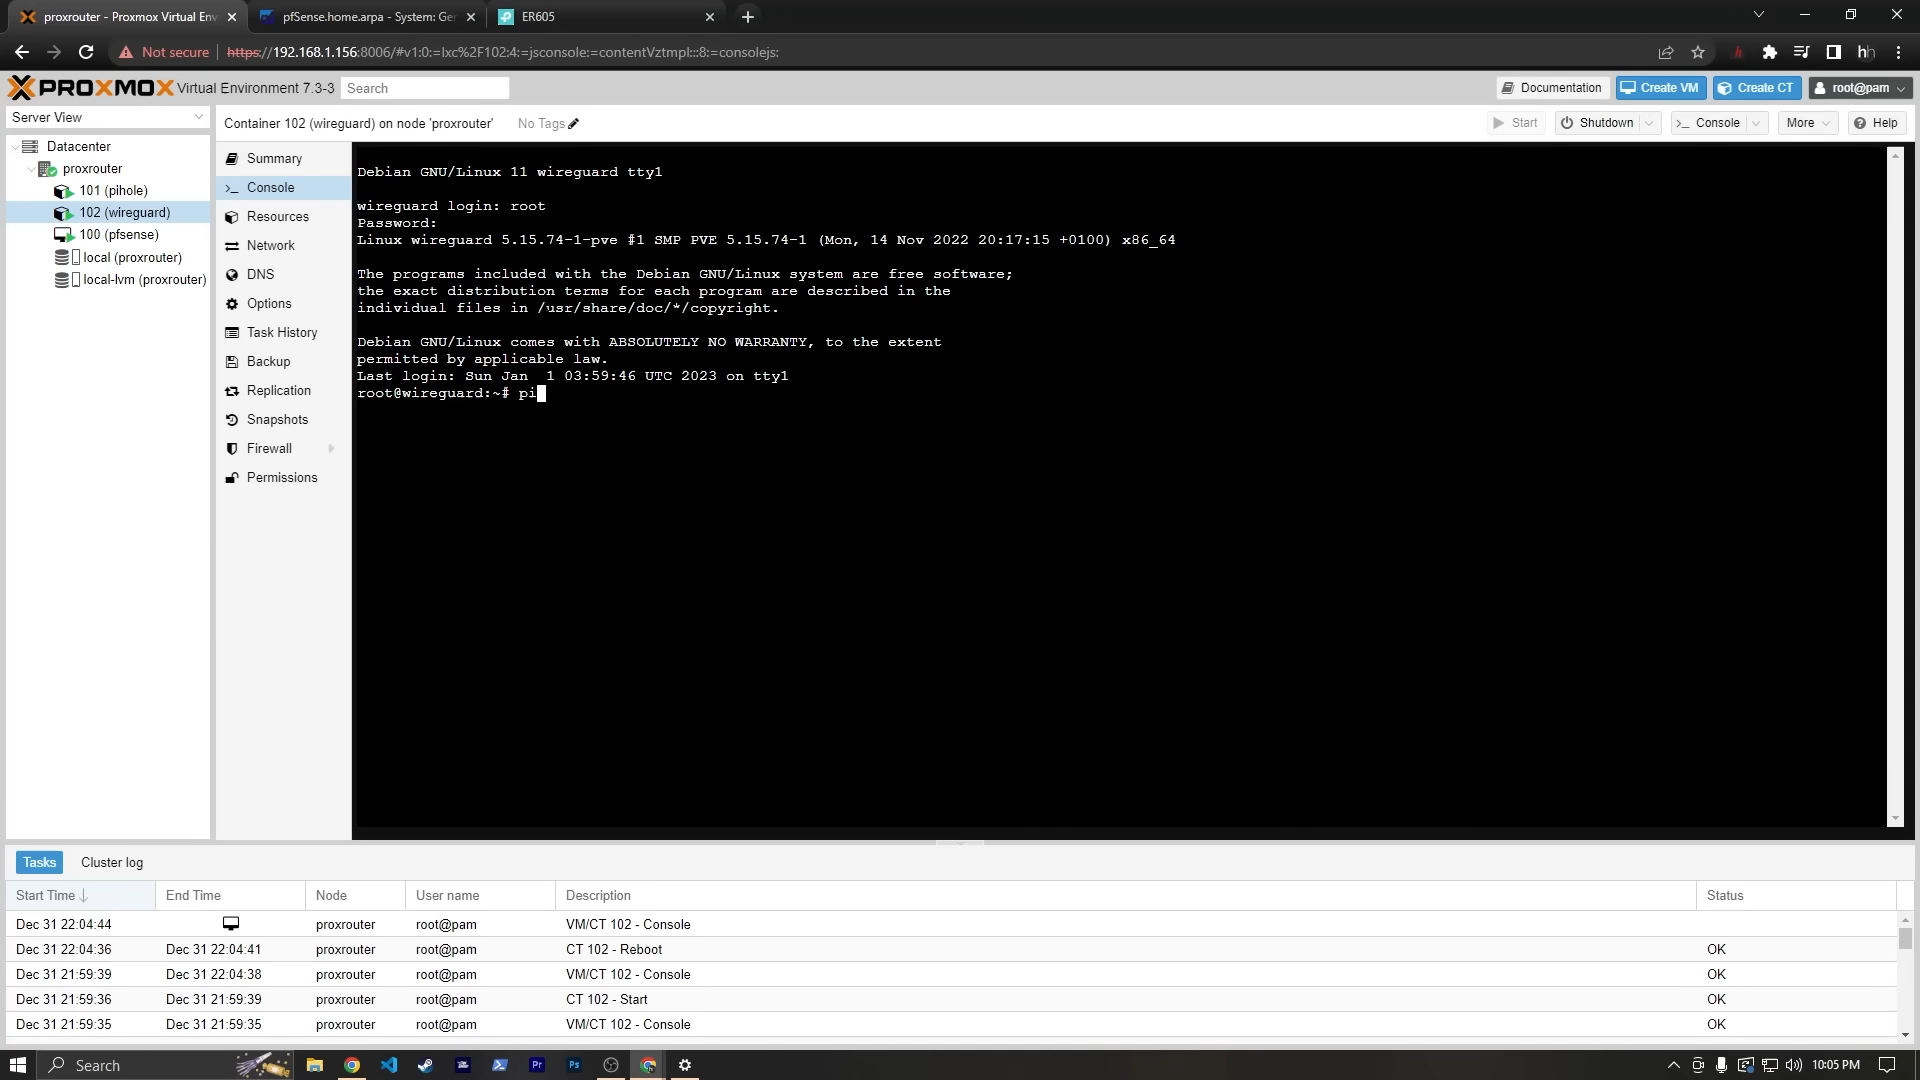 proxrouter - Proxmox Virtual Env
pfSense.home.arpa - System: Ger
ER605
Not secure
https://192.168.1.156:8006/#v1:0:=lxc%2F102:4:=jsconsole:=contentVztmpl:::8:=consolejs:
PROXMOX Virtual Environment 7.3-3
Search
Documentation
Create VM
Create CT
root@pam
Server View
Container 102 (wireguard) on node 'proxrouter'
No Tags
Start
Shutdown
Console
More
Help
Datacenter
proxrouter
101 (pihole)
102 (wireguard)
100 (pfsense)
local (proxrouter)
local-lvm (proxrouter)
Summary
Console
Resources
Network
DNS
Options
Task History
Backup
Replication
Snapshots
Firewall
Permissions
Debian GNU/Linux 11 wireguard tty1
wireguard login: root
Password:
Linux wireguard 5.15.74-1-pve #1 SMP PVE 5.15.74-1 (Mon, 14 Nov 2022 20:17:15 +0100) x86_64
The programs included with the Debian GNU/Linux system are free software;
the exact distribution terms for each program are described in the
individual files in /usr/share/doc/*/copyright.
Debian GNU/Linux comes with ABSOLUTELY NO WARRANTY, to the extent
permitted by applicable law.
Last login: Sun Jan  1 03:59:46 UTC 2023 on tty1
root@wireguard:~# pi
Tasks
Cluster log
Start Time End Time Node User name Description Status
Dec 31 22:04:44 proxrouter root@pam VM/CT 102 - Console
Dec 31 22:04:36 Dec 31 22:04:41 proxrouter root@pam CT 102 - Reboot OK
Dec 31 21:59:39 Dec 31 22:04:38 proxrouter root@pam VM/CT 102 - Console OK
Dec 31 21:59:36 Dec 31 21:59:39 proxrouter root@pam CT 102 - Start OK
Dec 31 21:59:35 Dec 31 21:59:35 proxrouter root@pam VM/CT 102 - Console OK
Search
Pr
Ps
10:05 PM